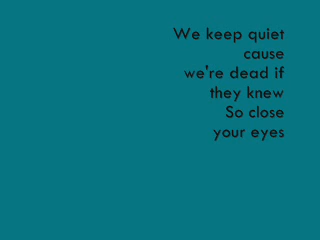 We keep quiet
cause
we're dead if
they knew
So close
your eyes